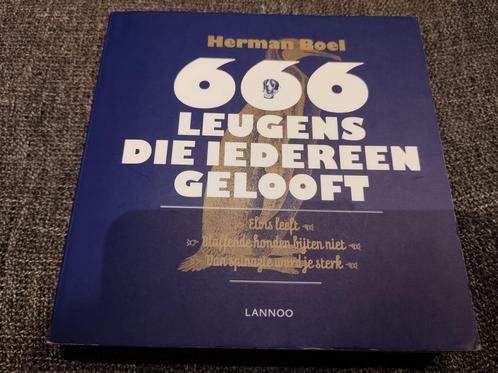 Herman Boel
666
LEUGENS
DIE IEDEREEN
GELOOFT
Elvis leeft
Blaffende honden bijten niet
Van spinazie word je sterk
LANNOO